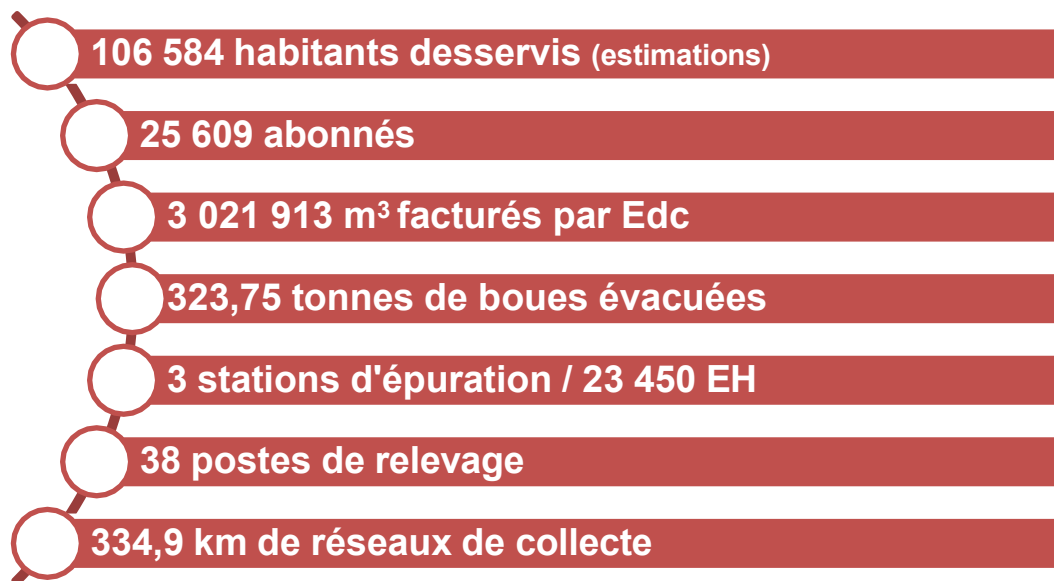 106 584 habitants desservis (estimations)
25 609 abonnés
3 021 913 m³ facturés par Edc
323,75 tonnes de boues évacuées
3 stations d'épuration / 23 450 EH
38 postes de relevage
334,9 km de réseaux de collecte